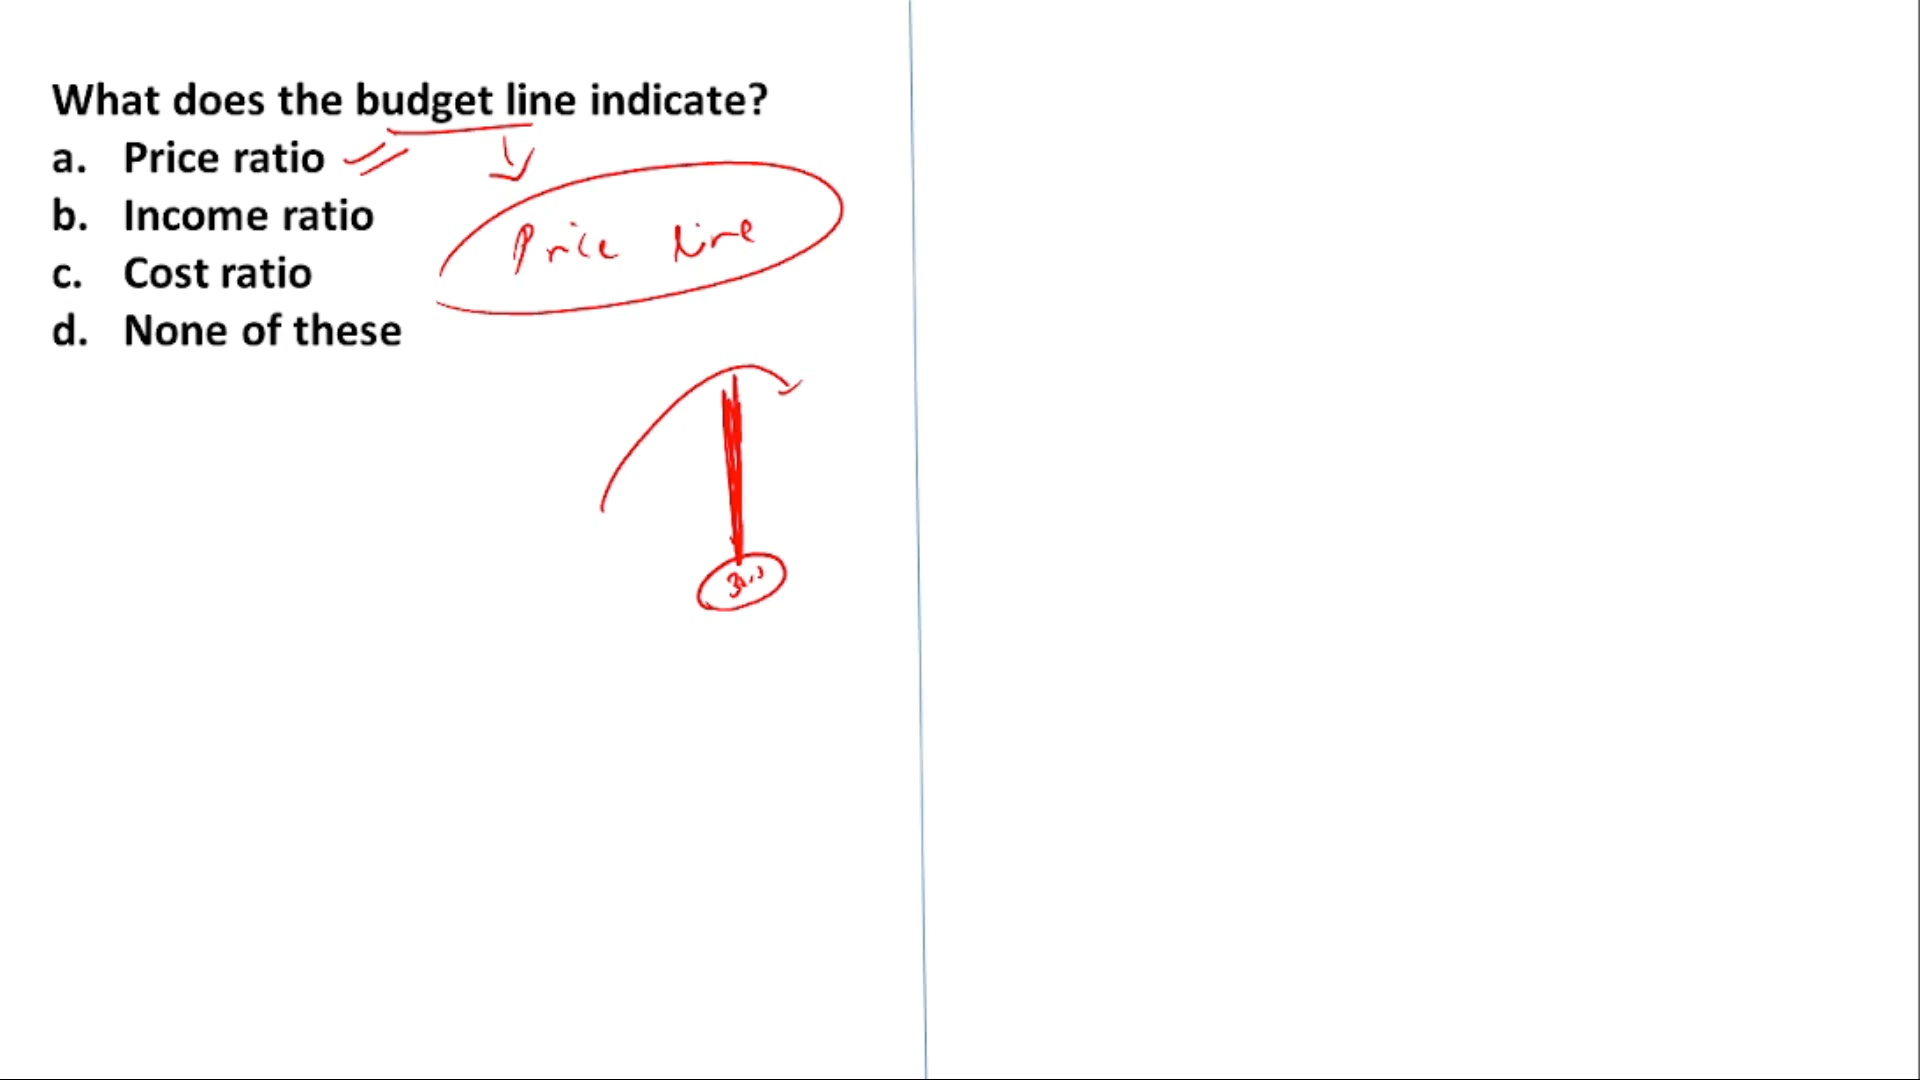 What does the budget line indicate?
a. Price ratio
b. Income ratio
Price line
c. Cost ratio
d. None of these